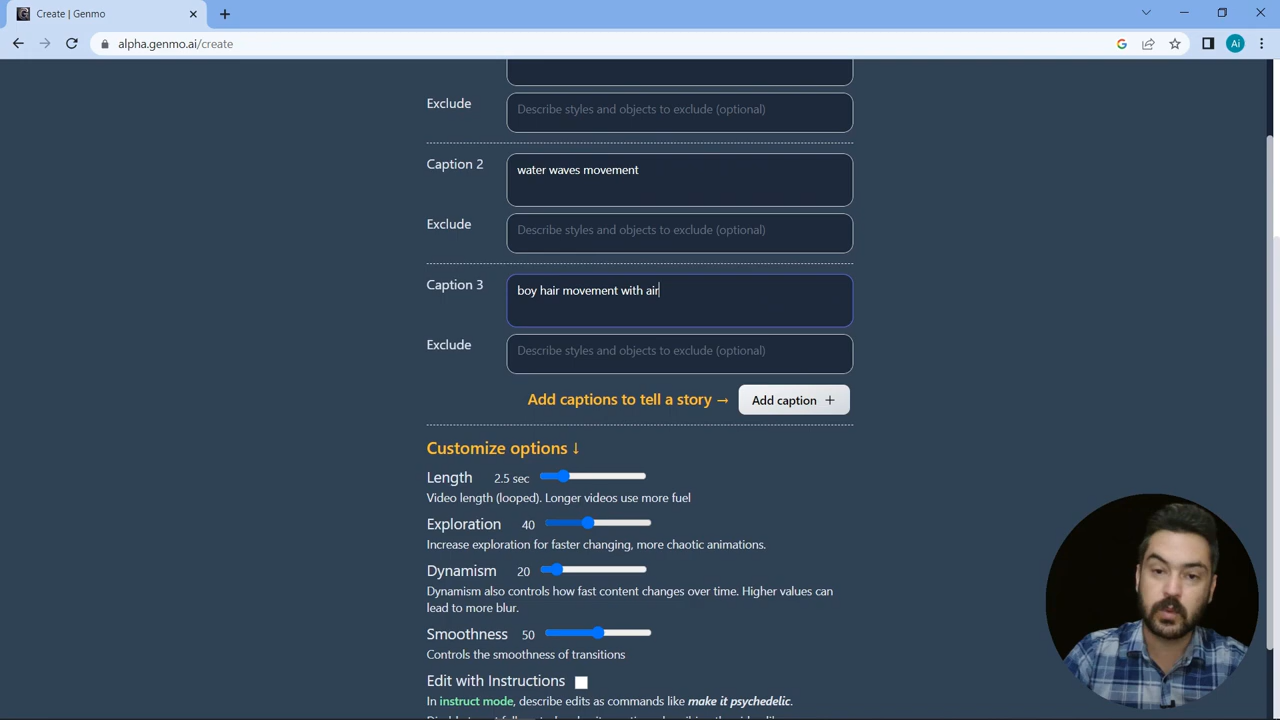 Create | Genmo
alpha.genmo.ai/create
Ai
Exclude
Describe styles and objects to exclude (optional)
Caption 2
water waves movement
Exclude
Describe styles and objects to exclude (optional)
Caption 3
boy hair movement with air
Exclude
Describe styles and objects to exclude (optional)
Add captions to tell a story →
Add caption +
Customize options ↓
Length 2.5 sec
Video length (looped). Longer videos use more fuel
Exploration 40
Increase exploration for faster changing, more chaotic animations.
Dynamism 20
Dynamism also controls how fast content changes over time. Higher values can
lead to more blur.
Smoothness 50
Controls the smoothness of transitions
Edit with Instructions
In instruct mode, describe edits as commands like make it psychedelic.